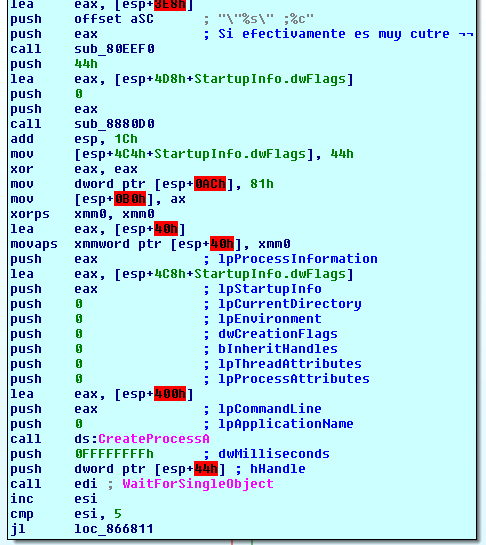 lea eax, [esp+3E8h]
push offset aSC ; "\"%s\" ;%c"
push eax ; Si efectivamente es muy cutre ¬¬
call sub_80EEF0
push 44h
lea eax, [esp+4D8h+StartupInfo.dwFlags]
push 0
push eax
call sub_8880D0
add esp, 1Ch
mov [esp+4C4h+StartupInfo.dwFlags], 44h
xor eax, eax
mov dword ptr [esp+0ACh], 81h
mov [esp+0B0h], ax
xorps xmm0, xmm0
lea eax, [esp+40h]
movaps xmmword ptr [esp+40h], xmm0
push eax ; lpProcessInformation
lea eax, [esp+4C8h+StartupInfo.dwFlags]
push eax ; lpStartupInfo
push 0 ; lpCurrentDirectory
push 0 ; lpEnvironment
push 0 ; dwCreationFlags
push 0 ; bInheritHandles
push 0 ; lpThreadAttributes
push 0 ; lpProcessAttributes
lea eax, [esp+400h]
push eax ; lpCommandLine
push 0 ; lpApplicationName
call ds:CreateProcessA
push 0FFFFFFFFh ; dwMilliseconds
push dword ptr [esp+44h] ; hHandle
call edi ; WaitForSingleObject
inc esi
cmp esi, 5
jl loc_866811